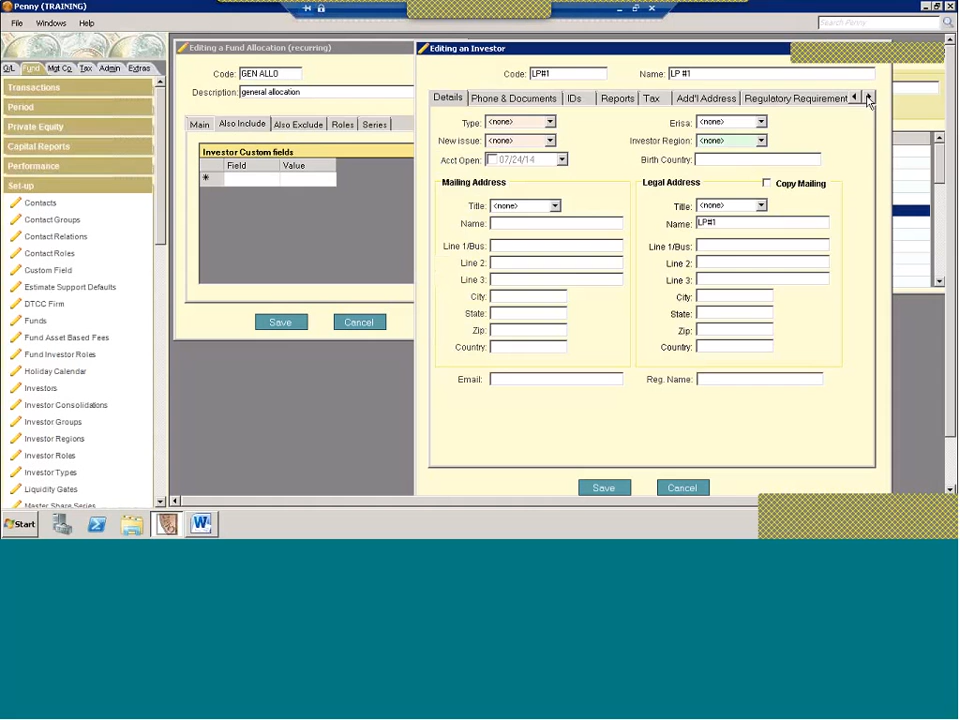 Penny (TRAINING)
File Windows Help
Search Penny
G/L Fund Mgt Co Tax Admin Extras
Transactions
Period
Private Equity
Capital Reports
Performance
Set-up
Contacts
Contact Groups
Contact Relations
Contact Roles
Custom Field
Estimate Support Defaults
DTCC Firm
Funds
Fund Asset Based Fees
Fund Investor Roles
Holiday Calendar
Investors
Investor Consolidations
Investor Groups
Investor Regions
Investor Roles
Investor Types
Liquidity Gates
Master Share Series
Editing a Fund Allocation (recurring)
Code: GEN ALLO
Description: general allocation
Main Also Include Also Exclude Roles Series
Investor Custom fields
Field Value
*
Save Cancel
Editing an Investor
Code: LP#1 Name: LP #1
Details Phone & Documents IDs Reports Tax Add'l Address Regulatory Requirement
Type: <none> Erisa: <none>
New issue: <none> Investor Region: <none>
Acct Open: 07/24/14 Birth Country:
Mailing Address Legal Address Copy Mailing
Title: <none> Title: <none>
Name: Name: LP#1
Line 1/Bus: Line 1/Bus:
Line 2: Line 2:
Line 3: Line 3:
City: City:
State: State:
Zip: Zip:
Country: Country:
Email: Reg. Name:
Save Cancel
Start